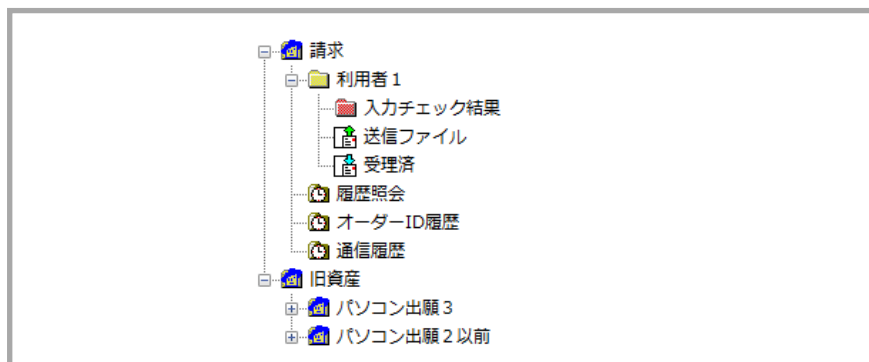 請求
利用者１
入力チェック結果
送信ファイル
受理済
履歴照会
オーダーID履歴
通信履歴
旧資産
パソコン出願３
パソコン出願２以前